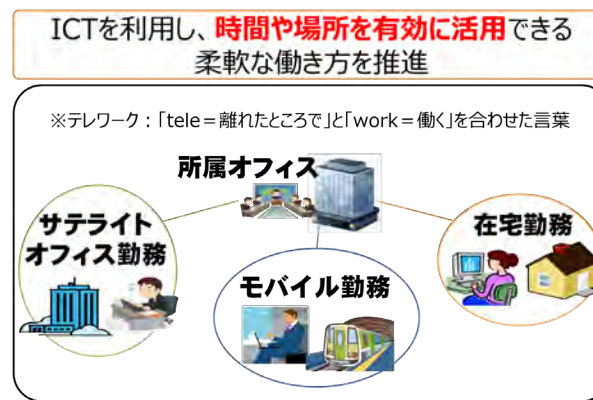 ICTを利用し、時間や場所を有効に活用できる
柔軟な働き方を推進
※テレワーク：「tele＝離れたところで」と「work＝働く」を合わせた言葉
所属オフィス
サテライト
オフィス勤務
モバイル勤務
在宅勤務